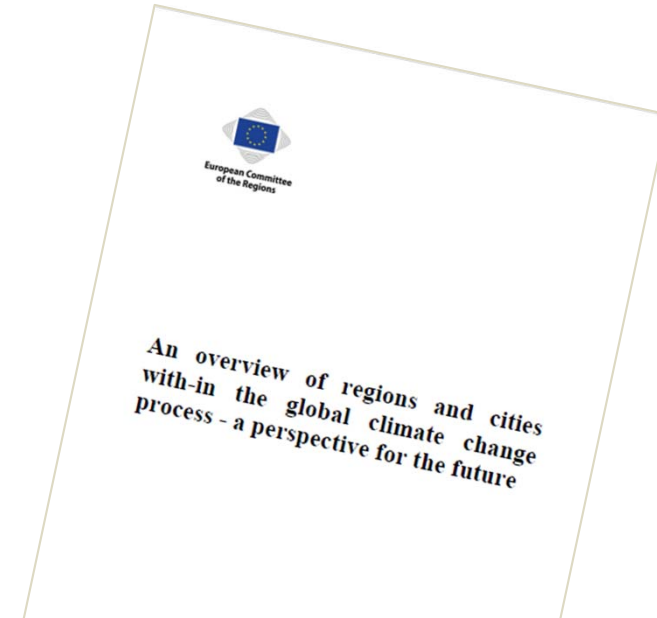 European Committee
of the Regions
An overview of regions and cities
with-in the global climate change
process - a perspective for the future